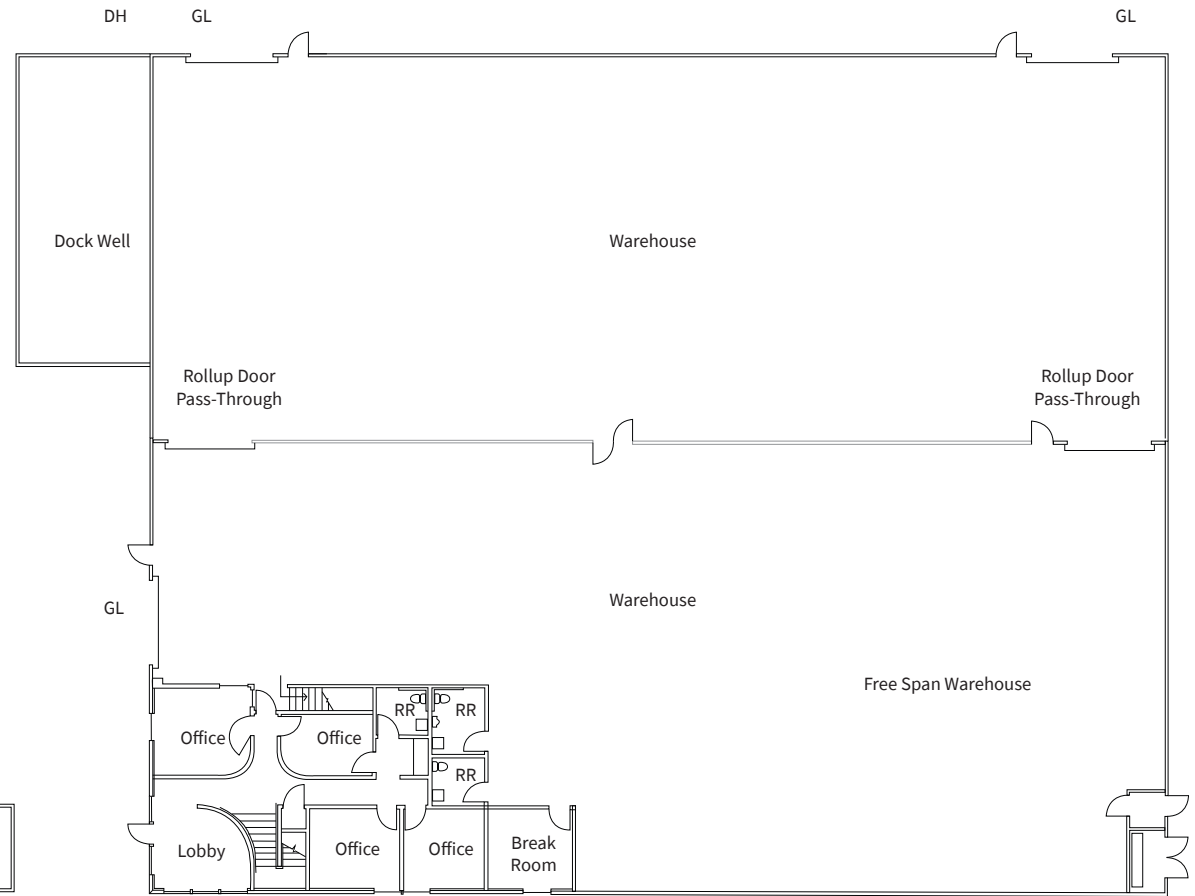 DH GL GL
Dock Well Warehouse
Rollup Door
Pass-Through
Rollup Door
Pass-Through
GL Warehouse
Free Span Warehouse
RR RR
Office Office
RR
Lobby Office Office
Break
Room